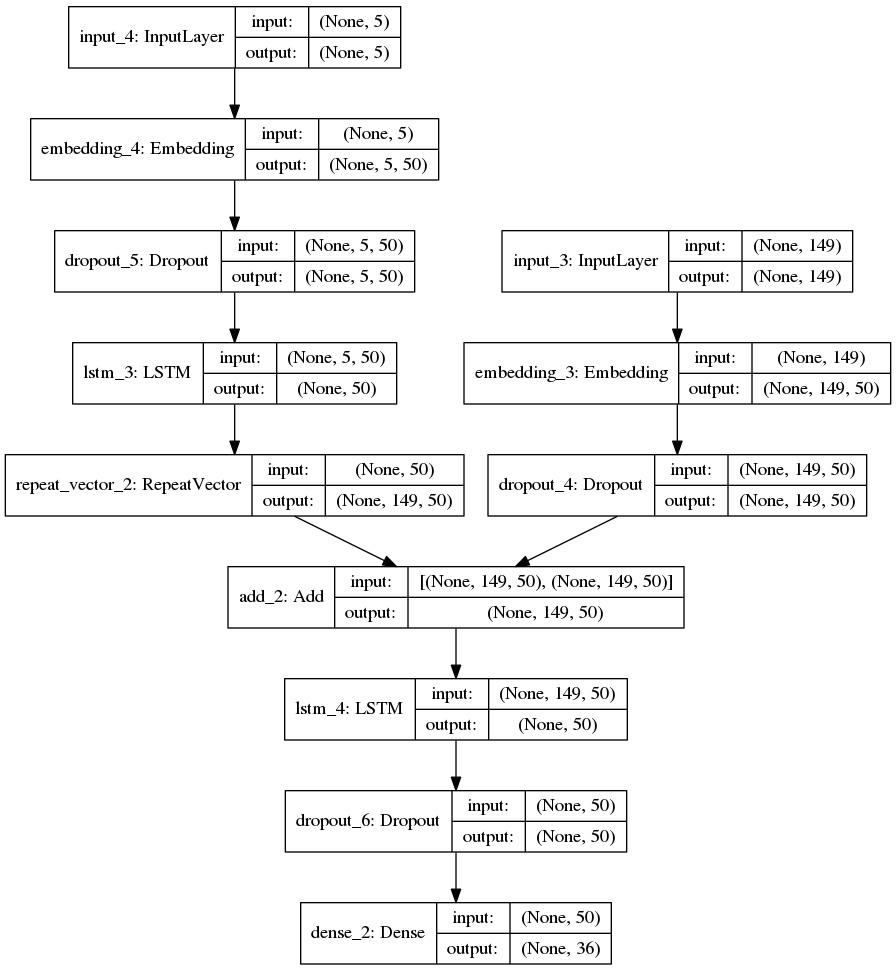 input_4: InputLayer
input: (None, 5)
output: (None, 5)
embedding_4: Embedding
input: (None, 5)
output: (None, 5, 50)
dropout_5: Dropout
input: (None, 5, 50)
output: (None, 5, 50)
input_3: InputLayer
input: (None, 149)
output: (None, 149)
lstm_3: LSTM
input: (None, 5, 50)
output: (None, 50)
embedding_3: Embedding
input: (None, 149)
output: (None, 149, 50)
repeat_vector_2: RepeatVector
input: (None, 50)
output: (None, 149, 50)
dropout_4: Dropout
input: (None, 149, 50)
output: (None, 149, 50)
add_2: Add
input: [(None, 149, 50), (None, 149, 50)]
output: (None, 149, 50)
lstm_4: LSTM
input: (None, 149, 50)
output: (None, 50)
dropout_6: Dropout
input: (None, 50)
output: (None, 50)
dense_2: Dense
input: (None, 50)
output: (None, 36)